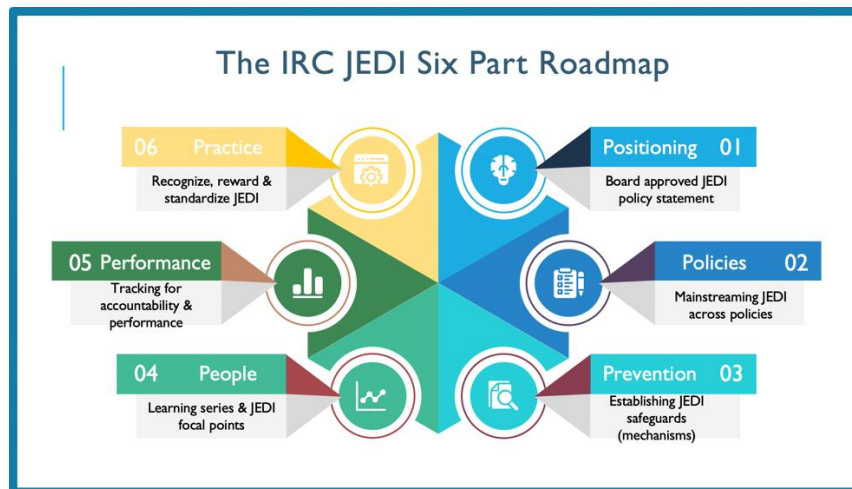 The IRC JEDI Six Part Roadmap
06 Practice
Recognize, reward &
standardize JEDI
Positioning 01
Board approved JEDI
policy statement
05 Performance
Tracking for
accountability &
performance
Policies 02
Mainstreaming JEDI
across policies
04 People
Learning series & JEDI
focal points
Prevention 03
Establishing JEDI
safeguards
(mechanisms)